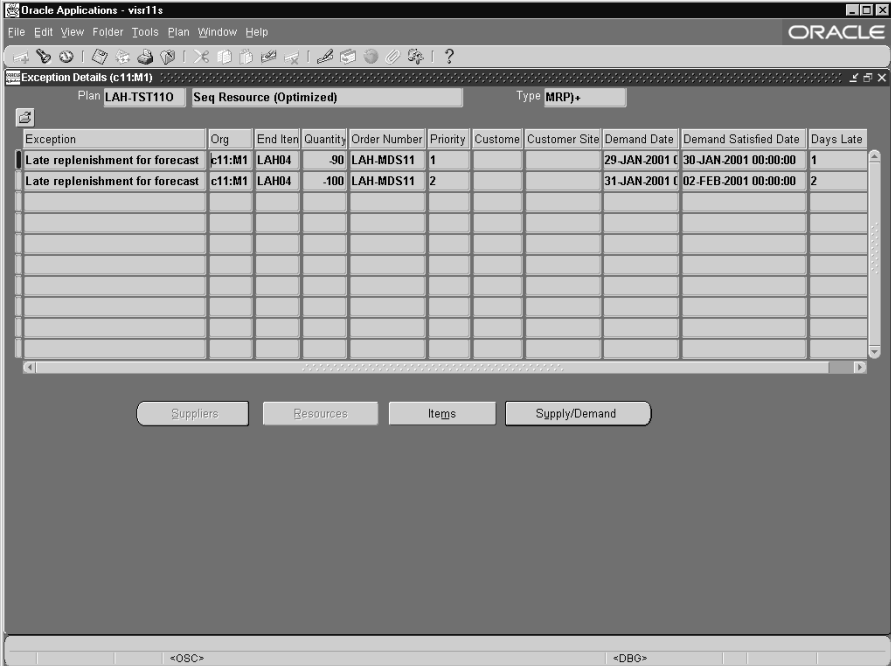 Oracle Applications - visr11s
File Edit View Folder Tools Plan Window Help
ORACLE
Exception Details (c11:M1)
Plan LAH-TST110 Seq Resource (Optimized) Type MRP)+
Exception Org End Iten Quantity Order Number Priority Custome Customer Site Demand Date Demand Satisfied Date Days Late
Late replenishment for forecast c11:M1 LAH04 -90 LAH-MDS11 1 29-JAN-2001 0 30-JAN-2001 00:00:00 1
Late replenishment for forecast c11:M1 LAH04 -100 LAH-MDS11 2 31-JAN-2001 0 02-FEB-2001 00:00:00 2
Suppliers Resources Items Supply/Demand
<OSC> <DBG>